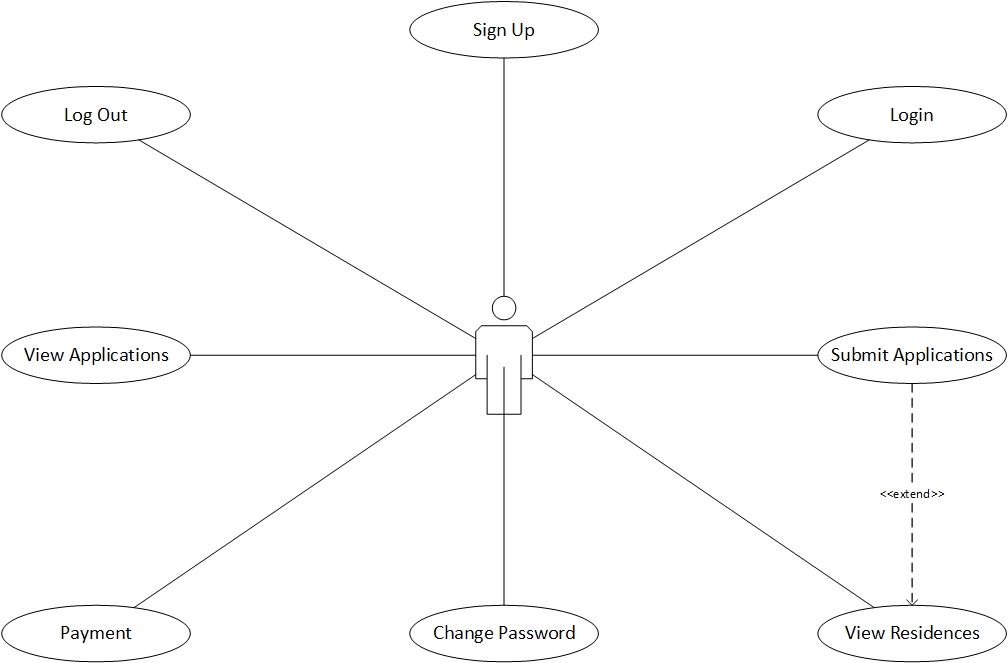 Sign Up
Log Out
Login
View Applications
Submit Applications
<<extend>>
Payment
Change Password
View Residences